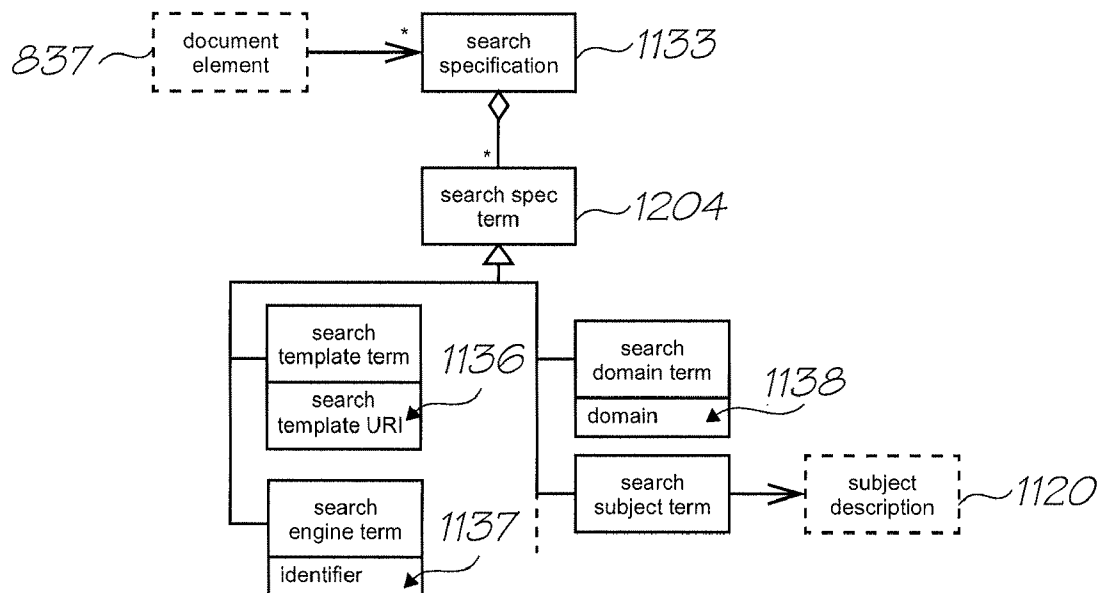 837
document
element
*
search
specification
1133
*
search spec
term
1204
search
template term
search
template URI
1136
search
domain term
domain
1138
search
engine term
identifier
1137
search
subject term
subject
description
1120